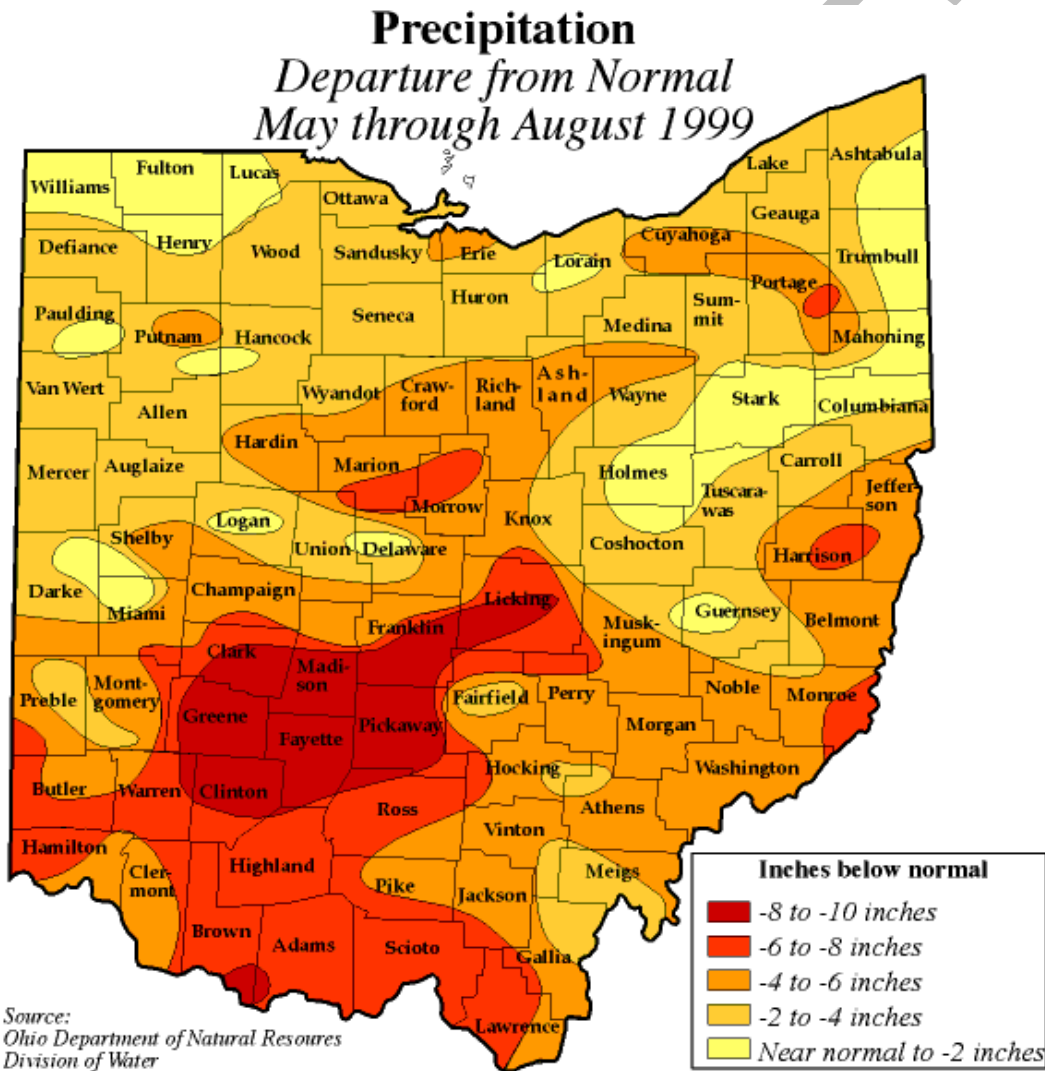 Precipitation
Departure from Normal
May through August 1999
Williams
Fulton
Lucas
Ottawa
Lake
Ashtabula
Geauga
Defiance
Henry
Wood
Sandusky
Erie
Lorain
Cuyahoga
Trumbull
Portage
Paulding
Putnam
Hancock
Seneca
Huron
Medina
Sum-
mit
Mahoning
Van Wert
Allen
Wyandot
Craw-
ford
Rich-
land
Ash-
land
Wayne
Stark
Columbiana
Mercer
Auglaize
Hardin
Marion
Morrow
Holmes
Tuscara-
was
Carroll
Jeffer-
son
Shelby
Logan
Union
Delaware
Knox
Coshocton
Harrison
Darke
Miami
Champaign
Franklin
Licking
Musk-
ingum
Guernsey
Belmont
Preble
Mont-
gomery
Clark
Madi-
son
Greene
Fayette
Pickaway
Fairfield
Perry
Morgan
Noble
Monroe
Butler
Warren
Clinton
Ross
Hocking
Athens
Washington
Hamilton
Cler-
mont
Highland
Pike
Vinton
Jackson
Meigs
Brown
Adams
Scioto
Gallia
Lawrence
Inches below normal
-8 to -10 inches
-6 to -8 inches
-4 to -6 inches
-2 to -4 inches
Near normal to -2 inches
Source:
Ohio Department of Natural Resoures
Division of Water